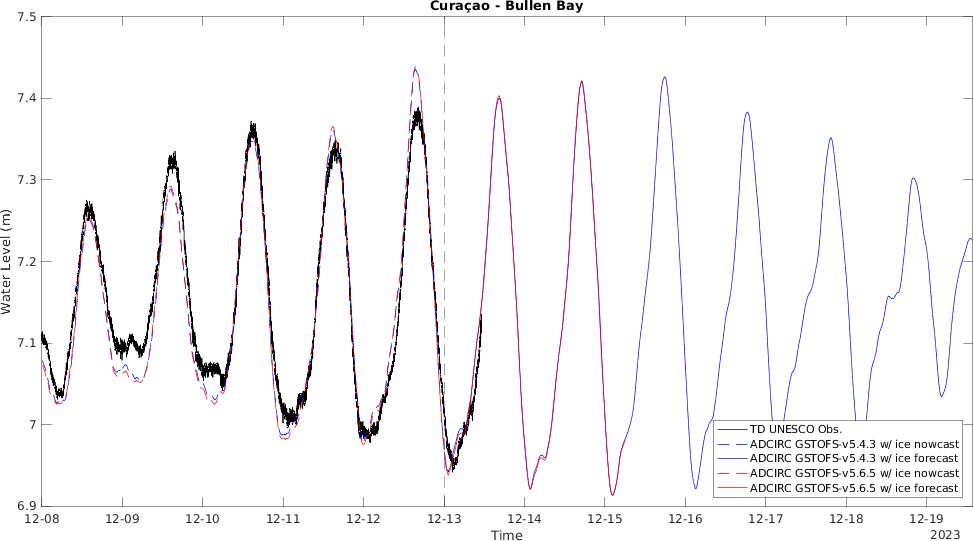 Curaçao - Bullen Bay
7.5
7.4
7.3
7.2
7.1
7
6.9
Water Level (m)
12-08 12-09 12-10 12-11 12-12 12-13 12-14 12-15 12-16 12-17 12-18 12-19
Time
2023
TD UNESCO Obs.
ADCIRC GSTOFS-v5.4.3 w/ ice nowcast
ADCIRC GSTOFS-v5.4.3 w/ ice forecast
ADCIRC GSTOFS-v5.6.5 w/ ice nowcast
ADCIRC GSTOFS-v5.6.5 w/ ice forecast